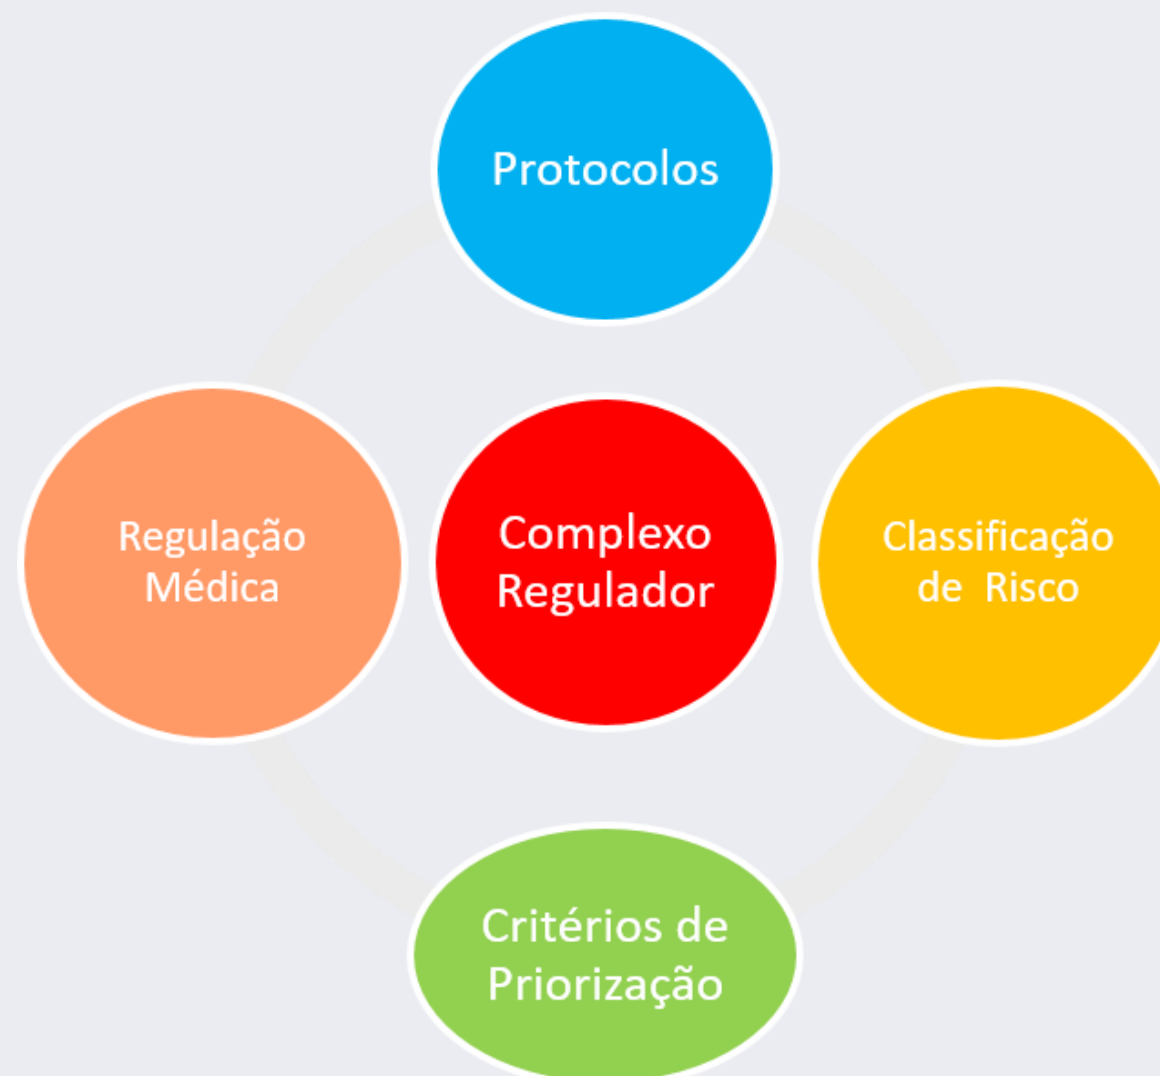 Protocolos
Regulação
Médica
Complexo
Regulador
Classificação
de  Risco
Critérios de
Priorização